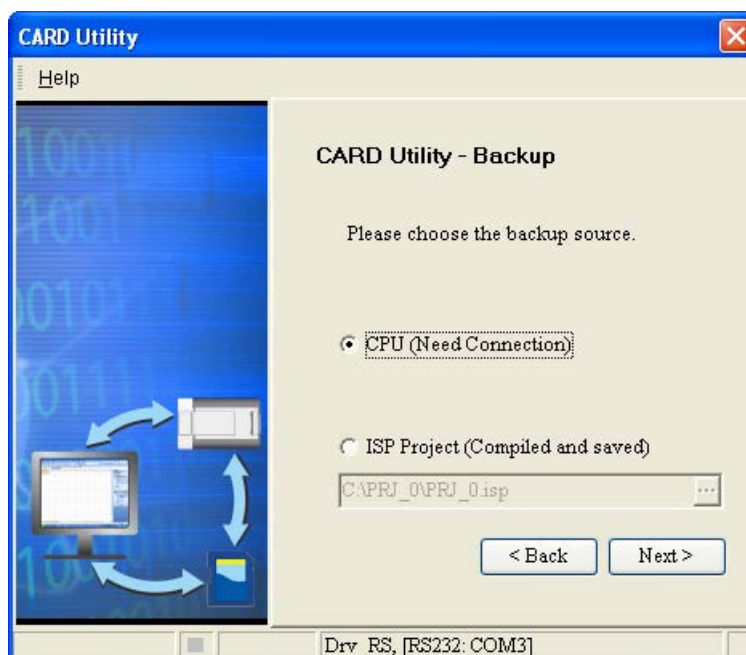 CARD Utility
Help
CARD Utility - Backup
Please choose the backup source.
CPU (Need Connection)
ISP Project (Compiled and saved)
C:\PRJ_0\PRJ_0.isp
...
< Back
Next >
Drv_RS, [RS232: COM3]